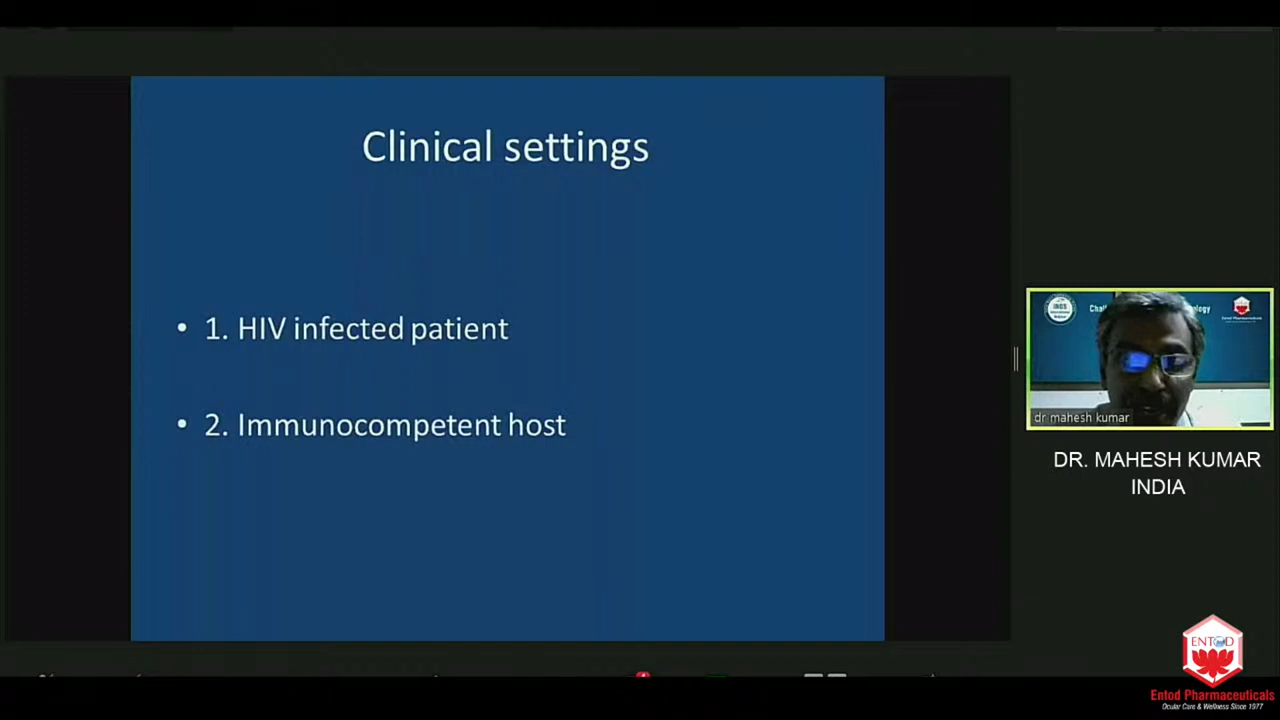 Clinical settings
• 1. HIV infected patient
• 2. Immunocompetent host
dr mahesh kumar
DR. MAHESH KUMAR
INDIA
ENTOD
Entod Pharmaceuticals
Ocular Care & Wellness Since 1977